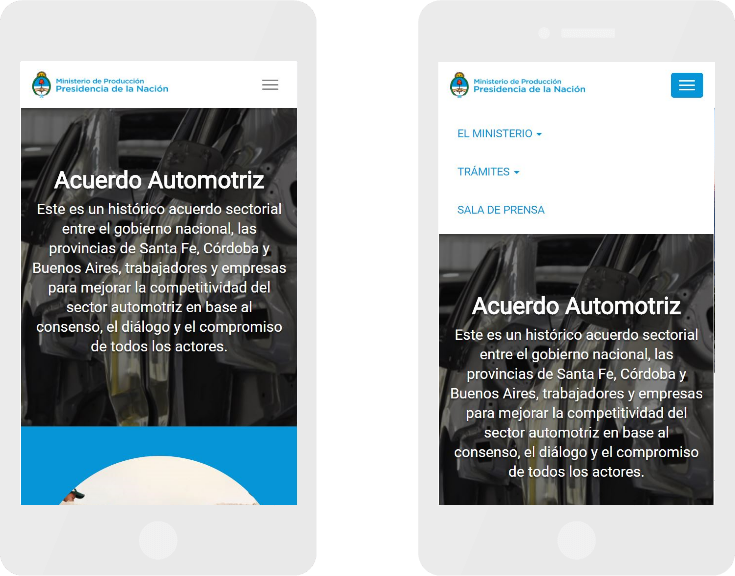 Ministerio de Producción
Presidencia de la Nación
Acuerdo Automotriz
Este es un histórico acuerdo sectorial
entre el gobierno nacional, las
provincias de Santa Fe, Córdoba y
Buenos Aires, trabajadores y empresas
para mejorar la competitividad del
sector automotriz en base al
consenso, el diálogo y el compromiso
de todos los actores.
Ministerio de Producción
Presidencia de la Nación
EL MINISTERIO
TRÁMITES
SALA DE PRENSA
Acuerdo Automotriz
Este es un histórico acuerdo sectorial
entre el gobierno nacional, las
provincias de Santa Fe, Córdoba y
Buenos Aires, trabajadores y empresas
para mejorar la competitividad del
sector automotriz en base al
consenso, el diálogo y el compromiso
de todos los actores.